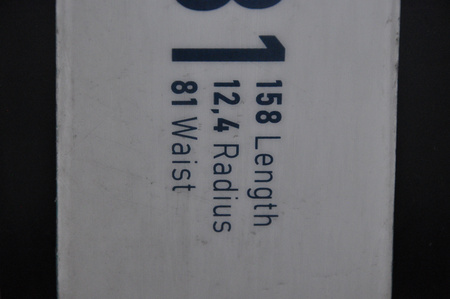 158 Length
12,4 Radius
81 Waist